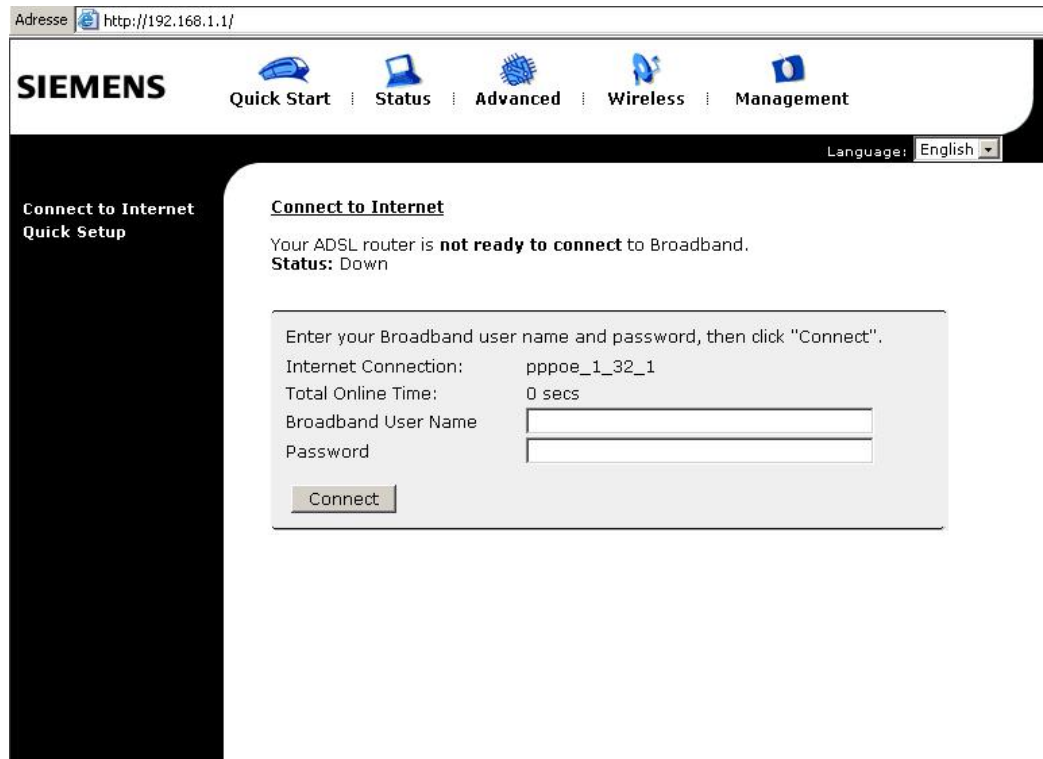 Adresse http://192.168.1.1/
SIEMENS
Quick Start Status Advanced Wireless Management
Language: English
Connect to Internet
Quick Setup
Connect to Internet
Your ADSL router is not ready to connect to Broadband.
Status: Down
Enter your Broadband user name and password, then click "Connect".
Internet Connection: pppoe_1_32_1
Total Online Time: 0 secs
Broadband User Name
Password
Connect